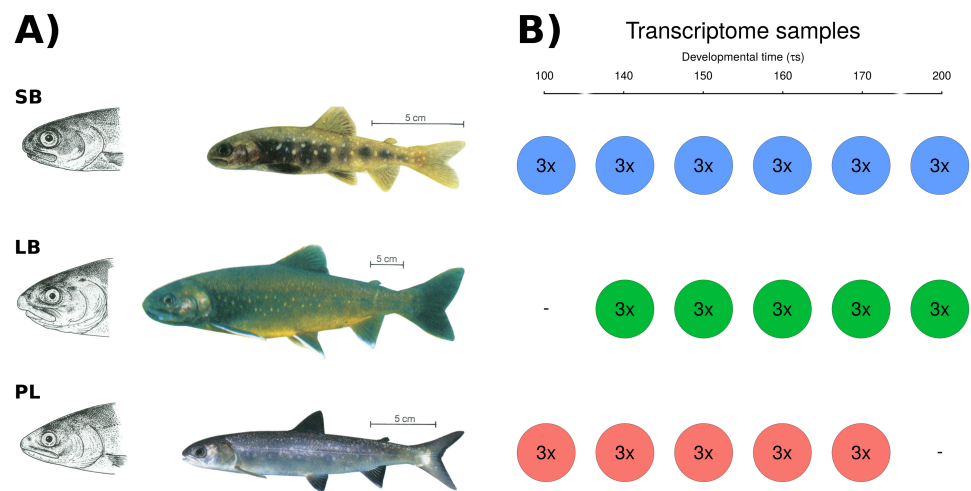 A)
B)
Transcriptome samples
Developmental time (τs)
100 140 150 160 170 200
SB
5 cm
3x 3x 3x 3x 3x 3x
LB
5 cm
- 3x 3x 3x 3x 3x
PL
5 cm
3x 3x 3x 3x 3x -